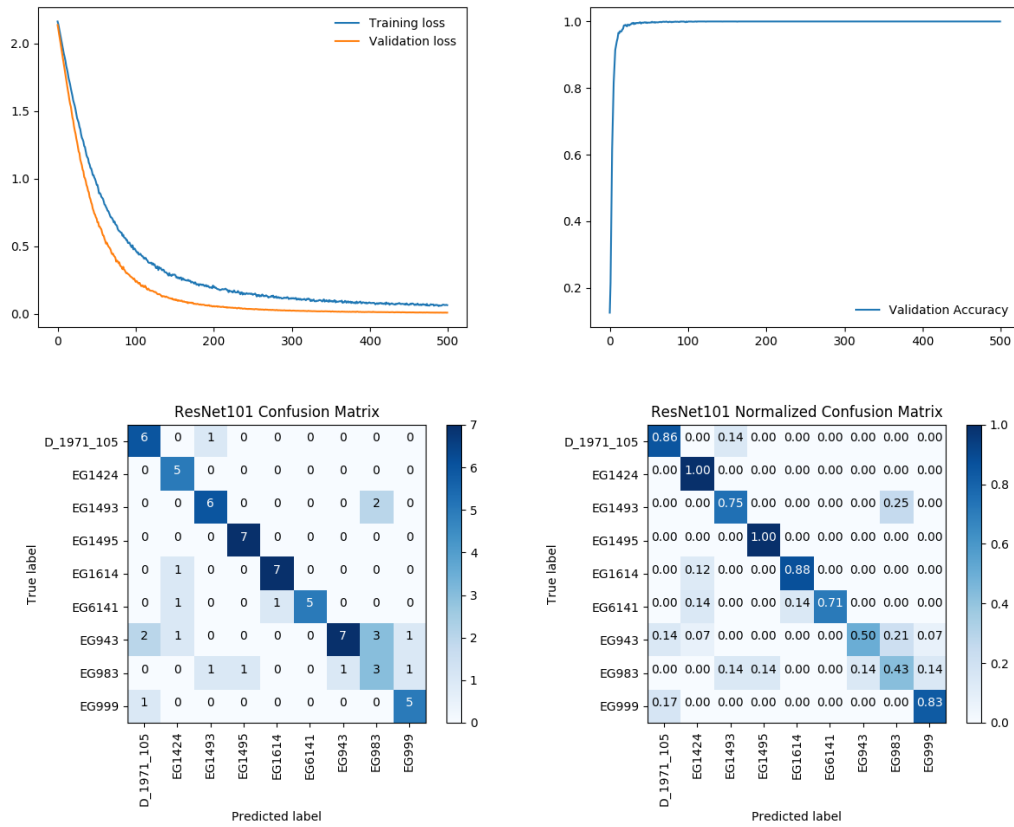 Training loss
Validation loss
2.0
1.5
1.0
0.5
0.0
0 100 200 300 400 500
1.0
0.8
0.6
0.4
0.2
Validation Accuracy
0 100 200 300 400 500
ResNet101 Confusion Matrix
True label
D_1971_105 6 0 1 0 0 0 0 0 0
EG1424 0 5 0 0 0 0 0 0 0
EG1493 0 0 6 0 0 0 0 2 0
EG1495 0 0 0 7 0 0 0 0 0
EG1614 0 1 0 0 7 0 0 0 0
EG6141 0 1 0 0 1 5 0 0 0
EG943 2 1 0 0 0 0 7 3 1
EG983 0 0 1 1 0 0 1 3 1
EG999 1 0 0 0 0 0 0 0 5
D_1971_105 EG1424 EG1493 EG1495 EG1614 EG6141 EG943 EG983 EG999
Predicted label
7
6
5
4
3
2
1
0
ResNet101 Normalized Confusion Matrix
True label
D_1971_105 0.86 0.00 0.14 0.00 0.00 0.00 0.00 0.00 0.00
EG1424 0.00 1.00 0.00 0.00 0.00 0.00 0.00 0.00 0.00
EG1493 0.00 0.00 0.75 0.00 0.00 0.00 0.00 0.25 0.00
EG1495 0.00 0.00 0.00 1.00 0.00 0.00 0.00 0.00 0.00
EG1614 0.00 0.12 0.00 0.00 0.88 0.00 0.00 0.00 0.00
EG6141 0.00 0.14 0.00 0.00 0.14 0.71 0.00 0.00 0.00
EG943 0.14 0.07 0.00 0.00 0.00 0.00 0.50 0.21 0.07
EG983 0.00 0.00 0.14 0.14 0.00 0.00 0.14 0.43 0.14
EG999 0.17 0.00 0.00 0.00 0.00 0.00 0.00 0.00 0.83
D_1971_105 EG1424 EG1493 EG1495 EG1614 EG6141 EG943 EG983 EG999
Predicted label
1.0
0.8
0.6
0.4
0.2
0.0